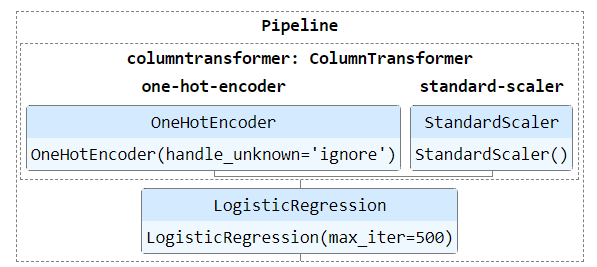 Pipeline
columntransformer: ColumnTransformer
one-hot-encoder
standard-scaler
OneHotEncoder
StandardScaler
OneHotEncoder(handle_unknown='ignore')
StandardScaler()
LogisticRegression
LogisticRegression(max_iter=500)